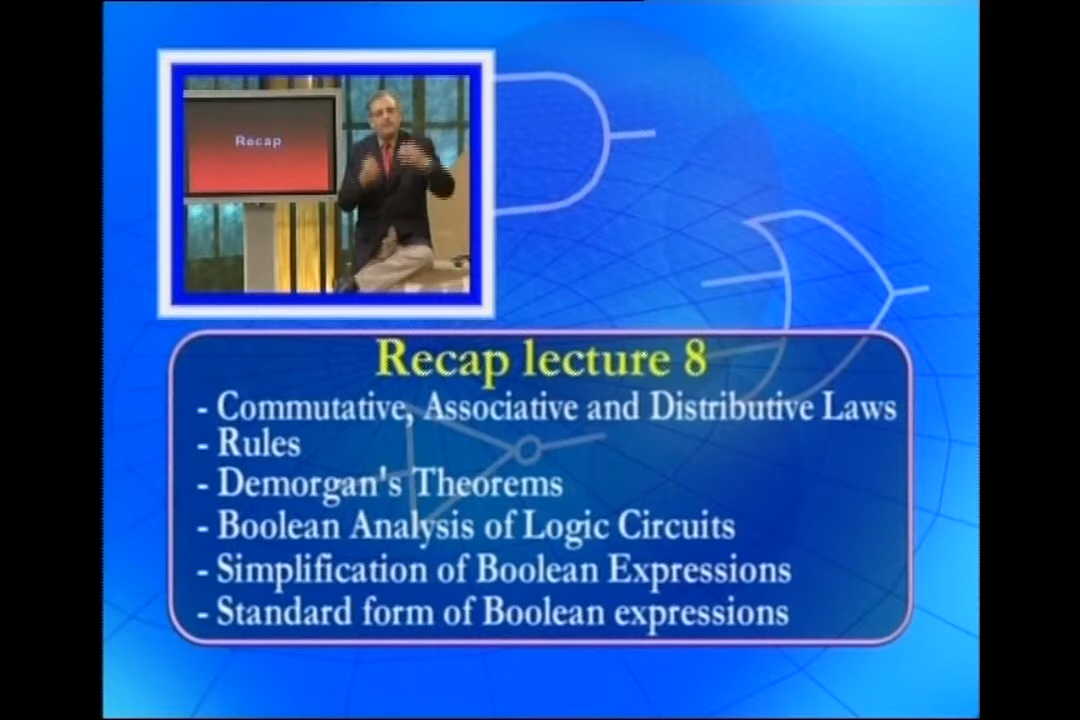 Recap
Recap lecture 8
- Commutative, Associative and Distributive Laws
- Rules
- Demorgan's Theorems
- Boolean Analysis of Logic Circuits
- Simplification of Boolean Expressions
- Standard form of Boolean expressions